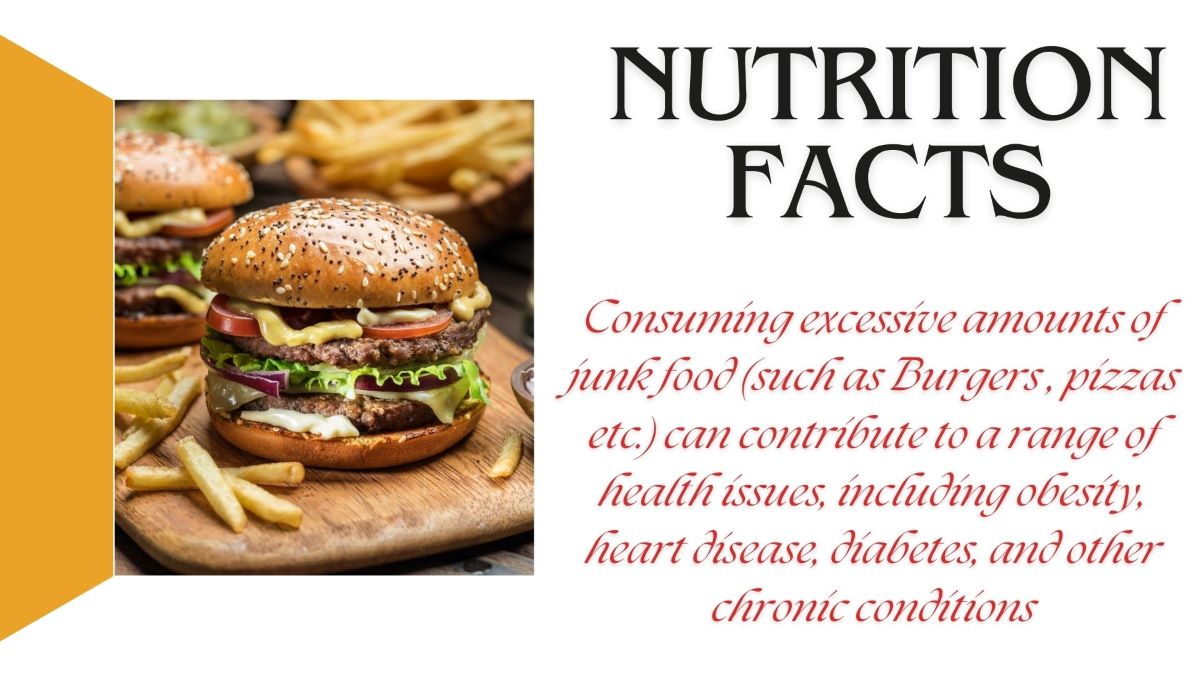 NUTRITION
FACTS
Consuming excessive amounts of
junk food (such as Burgers , pizzas
etc.) can contribute to a range of
health issues, including obesity,
heart disease, diabetes, and other
chronic conditions